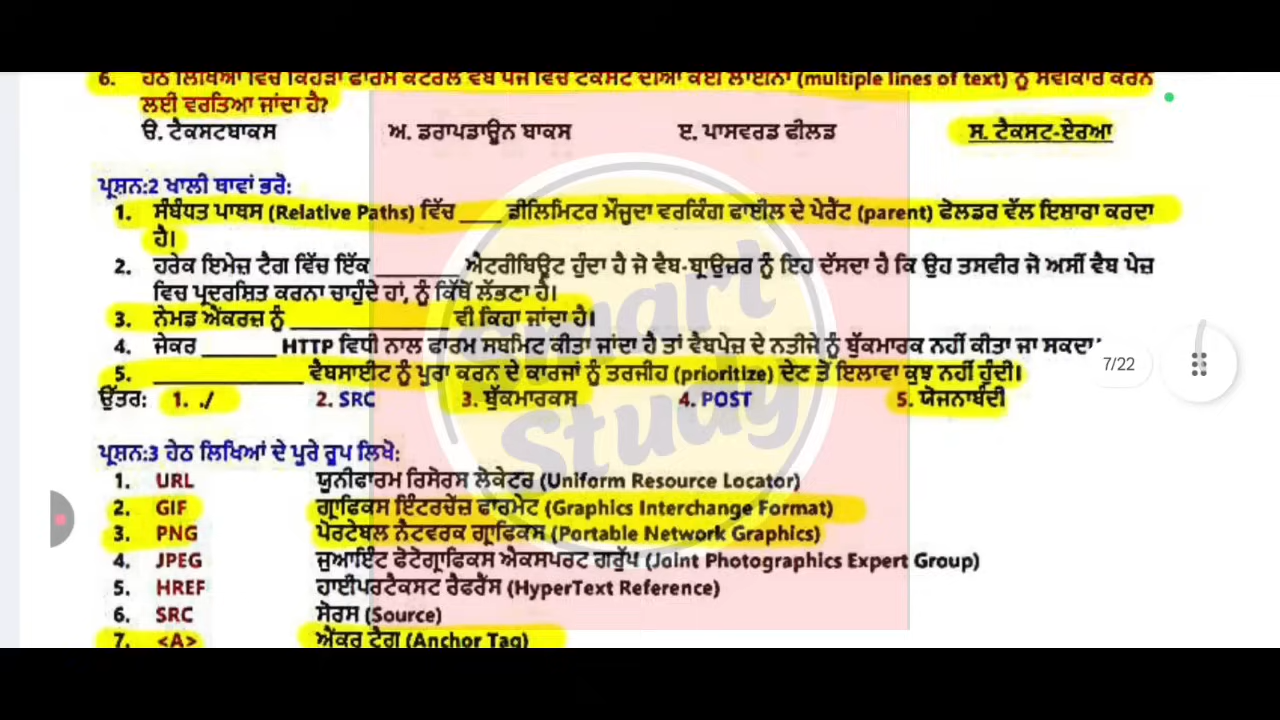 6. ਹੇਠ ਲਿਖਿਆਂ ਵਿੱਚੋਂ ਕਿਹੜਾ ਫਾਰਮ ਕੰਟਰੋਲ ਵੈੱਬ ਪੇਜ ਵਿੱਚ ਟੈਕਸਟ ਦੀਆਂ ਕਈ ਲਾਈਨਾਂ (multiple lines of text) ਨੂੰ ਸਵੀਕਾਰ ਕਰਨ
ਲਈ ਵਰਤਿਆ ਜਾਂਦਾ ਹੈ?
ੳ. ਟੈਕਸਟਬਾਕਸ ਅ. ਡਰਾਪਡਾਊਨ ਬਾਕਸ ੲ. ਪਾਸਵਰਡ ਫੀਲਡ ਸ. ਟੈਕਸਟ-ਏਰੀਆ
ਪ੍ਰਸ਼ਨ:2 ਖਾਲੀ ਥਾਵਾਂ ਭਰੋ:
1. ਸੰਬੰਧਤ ਪਾਥਸ (Relative Paths) ਵਿੱਚ ____ ਡੀਲਿਮਿਟਰ ਮੌਜੂਦਾ ਵਰਕਿੰਗ ਫਾਈਲ ਦੇ ਪੇਰੈਂਟ (parent) ਫੋਲਡਰ ਵੱਲ ਇਸ਼ਾਰਾ ਕਰਦਾ
ਹੈ।
2. ਹਰੇਕ ਇਮੇਜ਼ ਟੈਗ ਵਿੱਚ ਇੱਕ ________ ਐਟਰੀਬਿਊਟ ਹੁੰਦਾ ਹੈ ਜੋ ਵੈਬ-ਬ੍ਰਾਊਜ਼ਰ ਨੂੰ ਇਹ ਦੱਸਦਾ ਹੈ ਕਿ ਉਹ ਤਸਵੀਰ ਜੋ ਅਸੀਂ ਵੈਬ ਪੇਜ਼
ਵਿਚ ਪ੍ਰਦਰਸ਼ਿਤ ਕਰਨਾ ਚਾਹੁੰਦੇ ਹਾਂ, ਨੂੰ ਕਿੱਥੋਂ ਲੱਭਣਾ ਹੈ।
3. ਨੇਮਡ ਐਂਕਰਜ਼ ਨੂੰ ________________ ਵੀ ਕਿਹਾ ਜਾਂਦਾ ਹੈ।
4. ਜੇਕਰ _______ HTTP ਵਿਧੀ ਨਾਲ ਫਾਰਮ ਸਬਮਿਟ ਕੀਤਾ ਜਾਂਦਾ ਹੈ ਤਾਂ ਵੈਬਪੇਜ਼ ਦੇ ਨਤੀਜੇ ਨੂੰ ਬੁੱਕਮਾਰਕ ਨਹੀਂ ਕੀਤਾ ਜਾ ਸਕਦਾ
5. _______________ ਵੈਬਸਾਈਟ ਨੂੰ ਪੂਰਾ ਕਰਨ ਦੇ ਕਾਰਜਾਂ ਨੂੰ ਤਰਜੀਹ (prioritize) ਦੇਣ ਤੋਂ ਇਲਾਵਾ ਕੁਝ ਨਹੀਂ ਹੁੰਦੀ।
7/22
ਉੱਤਰ: 1. ../ 2. SRC 3. ਬੁੱਕਮਾਰਕਸ 4. POST 5. ਯੋਜਨਾਬੰਦੀ
ਪ੍ਰਸ਼ਨ:3 ਹੇਠ ਲਿਖਿਆਂ ਦੇ ਪੂਰੇ ਰੂਪ ਲਿਖੋ:
1. URL ਯੂਨੀਫਾਰਮ ਰਿਸੋਰਸ ਲੋਕੇਟਰ (Uniform Resource Locator)
2. GIF ਗ੍ਰਾਫਿਕਸ ਇੰਟਰਚੇਂਜ਼ ਫਾਰਮੇਟ (Graphics Interchange Format)
3. PNG ਪੋਰਟੇਬਲ ਨੈਟਵਰਕ ਗ੍ਰਾਫਿਕਸ (Portable Network Graphics)
4. JPEG ਜੁਆਇੰਟ ਫੋਟੋਗ੍ਰਾਫਿਕਸ ਐਕਸਪਰਟ ਗਰੁੱਪ (Joint Photographics Expert Group)
5. HREF ਹਾਈਪਰਟੈਕਸਟ ਰੈਫਰੈਂਸ (HyperText Reference)
6. SRC ਸੋਰਸ (Source)
7. <A> ਐਂਕਰ ਟੈਗ (Anchor Tag)
Smart
Study